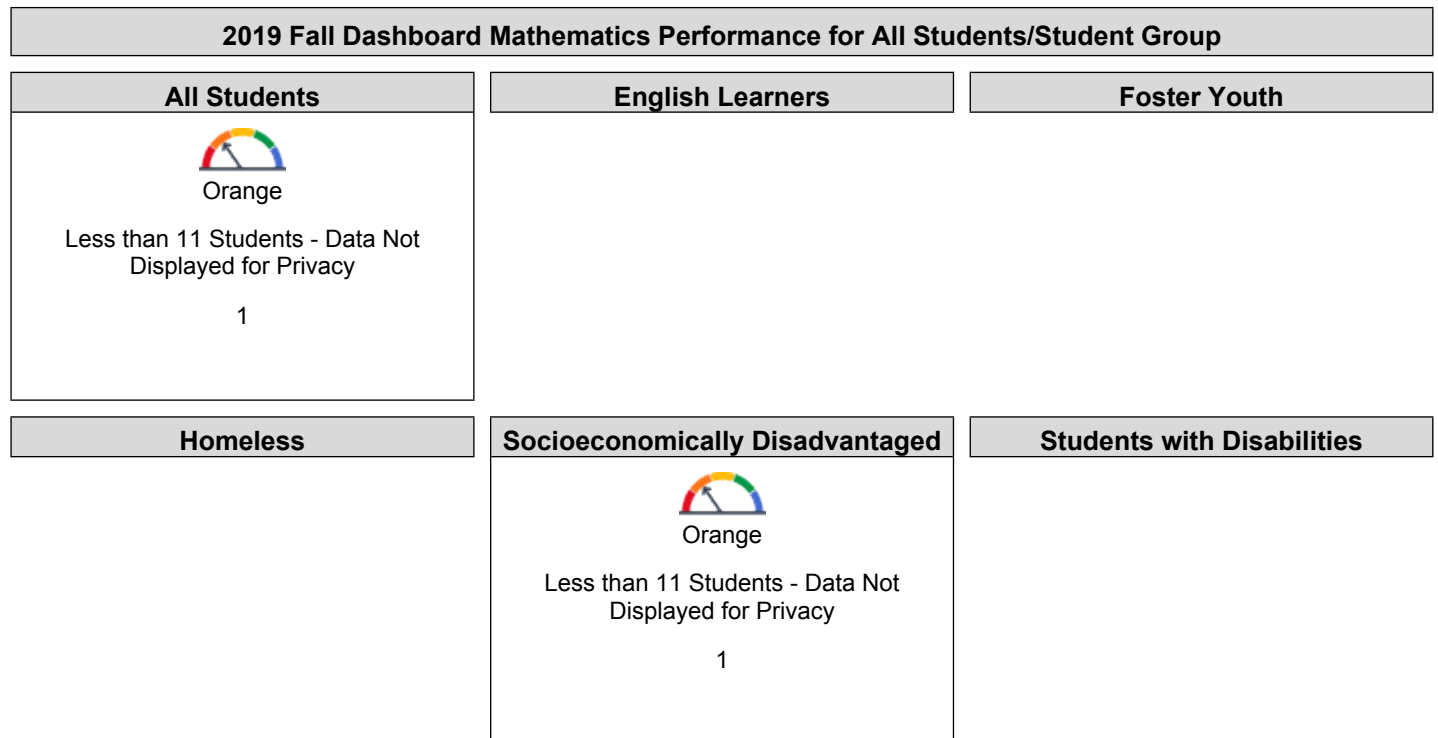 2019 Fall Dashboard Mathematics Performance for All Students/Student Group
All Students
English Learners
Foster Youth
Orange
Less than 11 Students - Data Not
Displayed for Privacy
1
Homeless
Socioeconomically Disadvantaged
Students with Disabilities
Orange
Less than 11 Students - Data Not
Displayed for Privacy
1